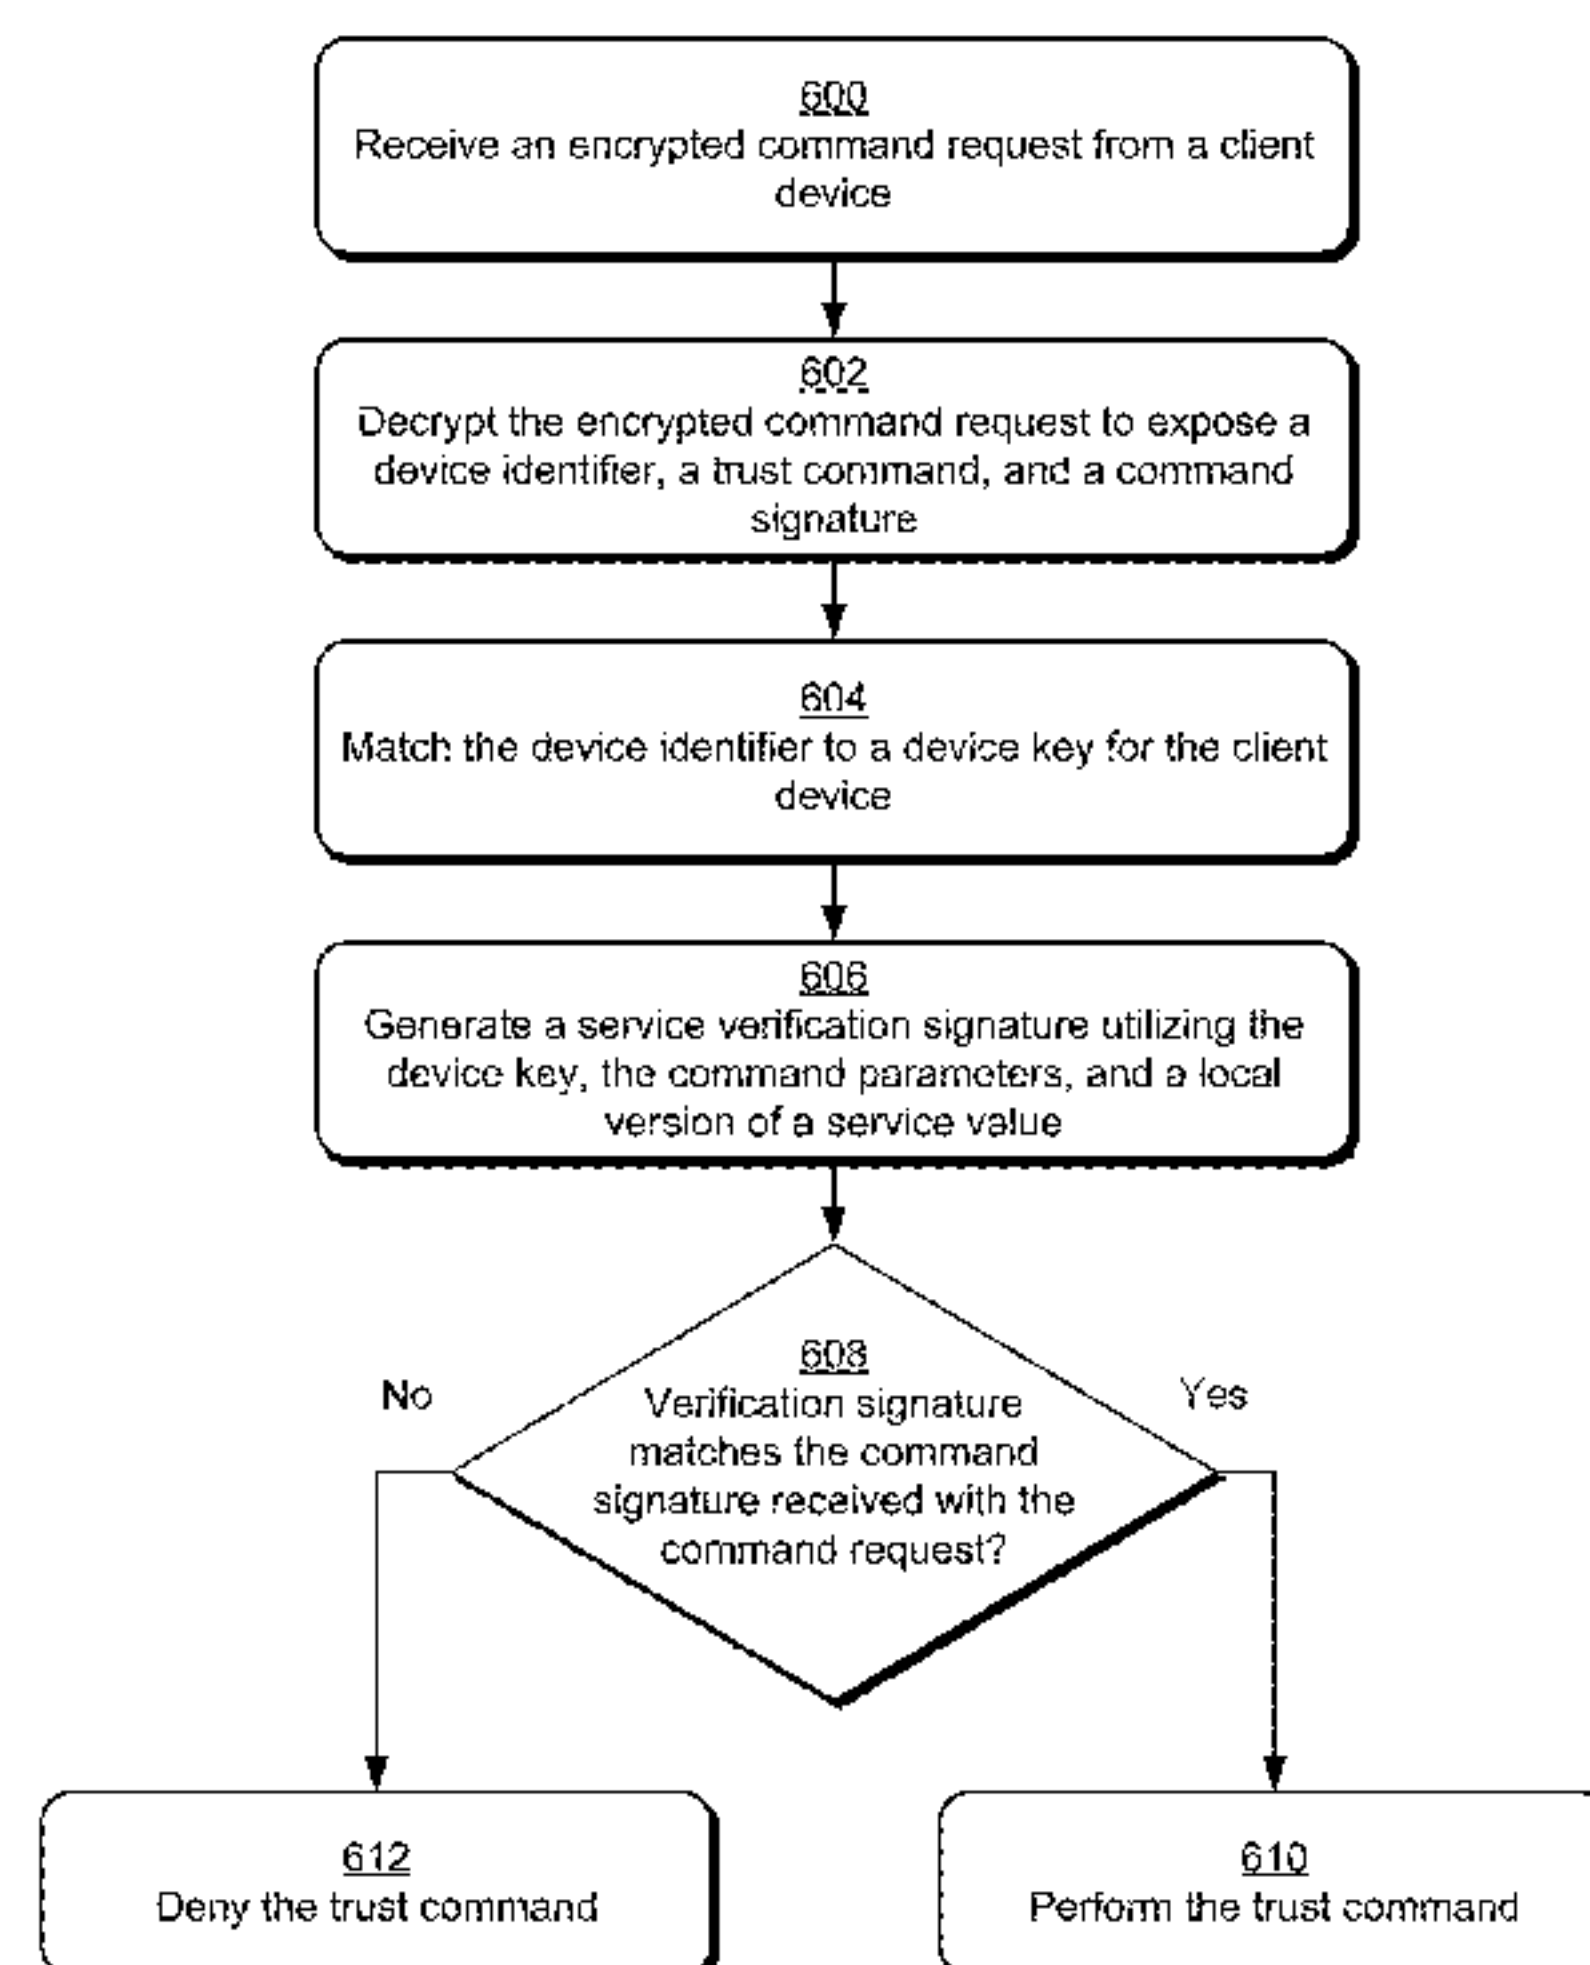 600
Receive an encrypted command request from a client
device
602
Decrypt the encrypted command request to expose a
device identifier, a trust command, and a command
signature
604
Match the device identifier to a device key for the client
device
606
Generate a service verification signature utilizing the
device key, the command parameters, and a local
version of a service value
608
Verification signature
matches the command
signature received with the
command request?
No
Yes
612
Deny the trust command
610
Perform the trust command